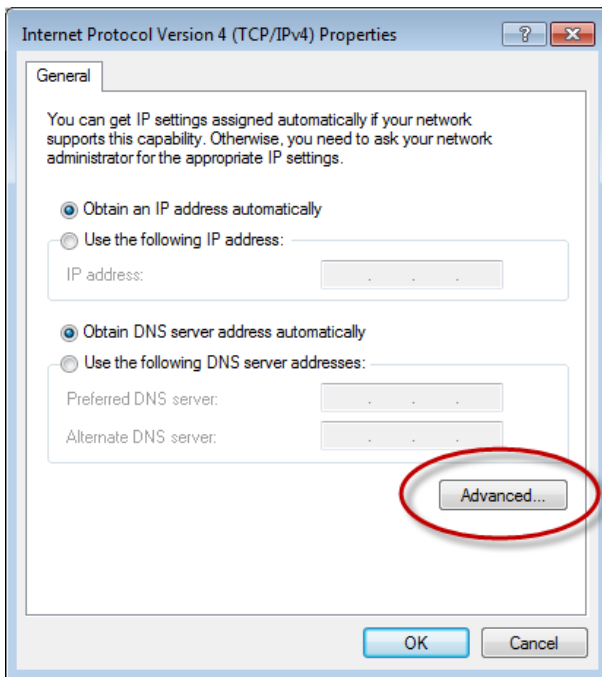 Internet Protocol Version 4 (TCP/IPv4) Properties
General
You can get IP settings assigned automatically if your network
supports this capability. Otherwise, you need to ask your network
administrator for the appropriate IP settings.
Obtain an IP address automatically
Use the following IP address:
IP address:
Obtain DNS server address automatically
Use the following DNS server addresses:
Preferred DNS server:
Alternate DNS server:
Advanced...
OK
Cancel